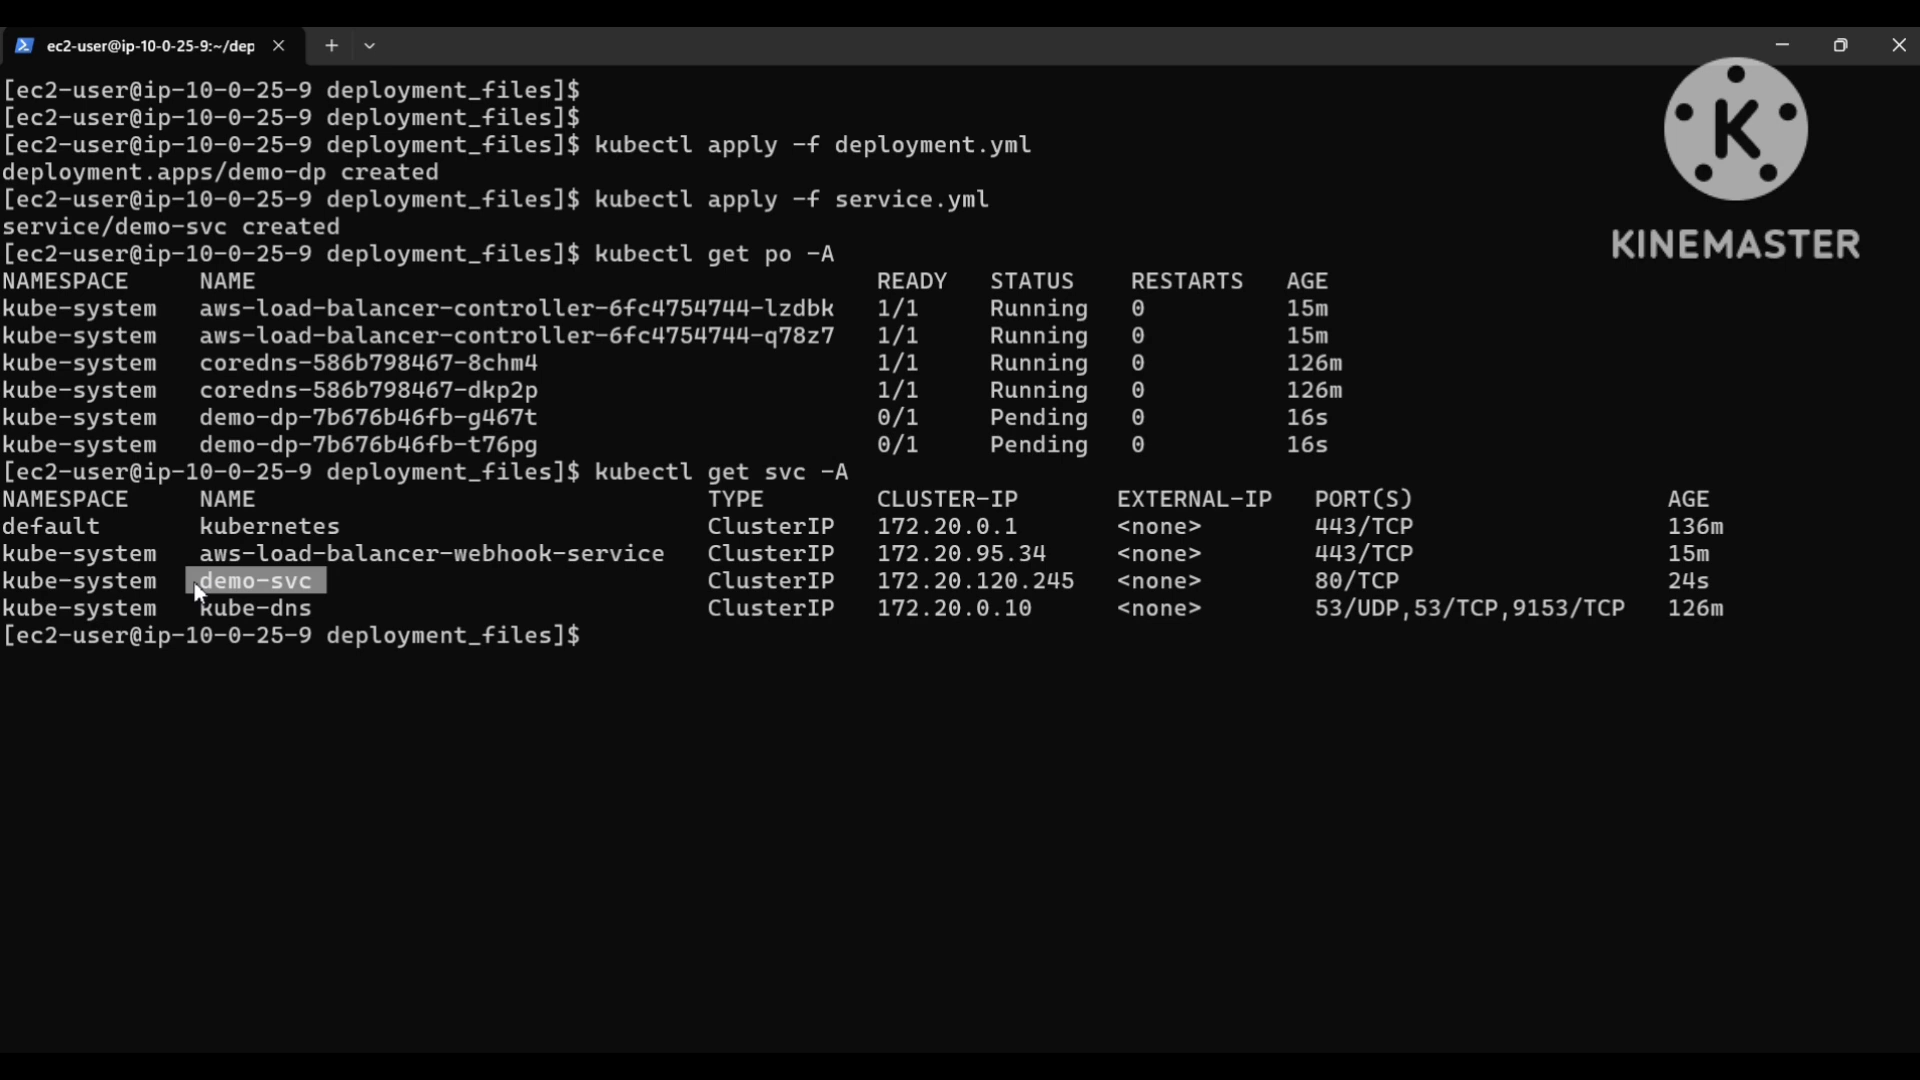 ec2-user@ip-10-0-25-9:~/dep
[ec2-user@ip-10-0-25-9 deployment_files]$
[ec2-user@ip-10-0-25-9 deployment_files]$
[ec2-user@ip-10-0-25-9 deployment_files]$ kubectl apply -f deployment.yml
deployment.apps/demo-dp created
[ec2-user@ip-10-0-25-9 deployment_files]$ kubectl apply -f service.yml
service/demo-svc created
[ec2-user@ip-10-0-25-9 deployment_files]$ kubectl get po -A
NAMESPACE NAME READY STATUS RESTARTS AGE
kube-system aws-load-balancer-controller-6fc4754744-lzdbk 1/1 Running 0 15m
kube-system aws-load-balancer-controller-6fc4754744-q78z7 1/1 Running 0 15m
kube-system coredns-586b798467-8chm4 1/1 Running 0 126m
kube-system coredns-586b798467-dkp2p 1/1 Running 0 126m
kube-system demo-dp-7b676b46fb-g467t 0/1 Pending 0 16s
kube-system demo-dp-7b676b46fb-t76pg 0/1 Pending 0 16s
[ec2-user@ip-10-0-25-9 deployment_files]$ kubectl get svc -A
NAMESPACE NAME TYPE CLUSTER-IP EXTERNAL-IP PORT(S) AGE
default kubernetes ClusterIP 172.20.0.1 <none> 443/TCP 136m
kube-system aws-load-balancer-webhook-service ClusterIP 172.20.95.34 <none> 443/TCP 15m
kube-system demo-svc ClusterIP 172.20.120.245 <none> 80/TCP 24s
kube-system kube-dns ClusterIP 172.20.0.10 <none> 53/UDP,53/TCP,9153/TCP 126m
[ec2-user@ip-10-0-25-9 deployment_files]$
K
KINEMASTER